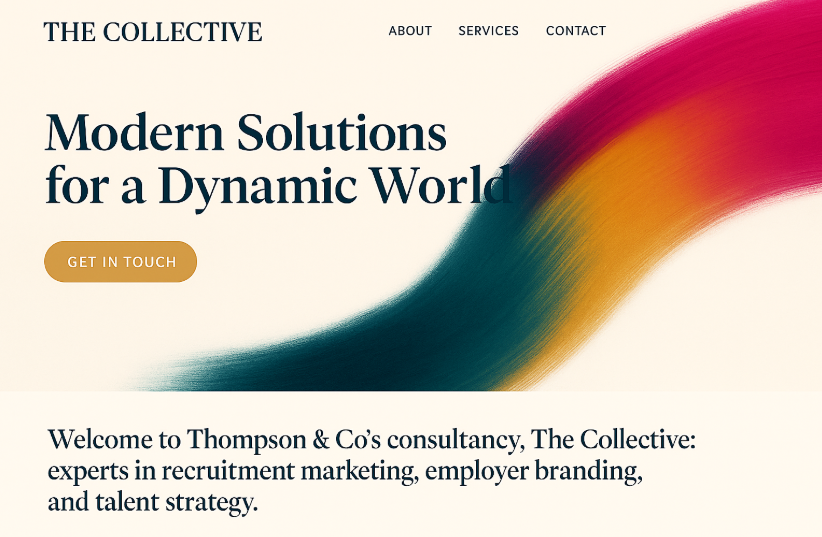 THE COLLECTIVE
ABOUT SERVICES CONTACT
Modern Solutions
for a Dynamic World
GET IN TOUCH
Welcome to Thompson & Co’s consultancy, The Collective:
experts in recruitment marketing, employer branding,
and talent strategy.